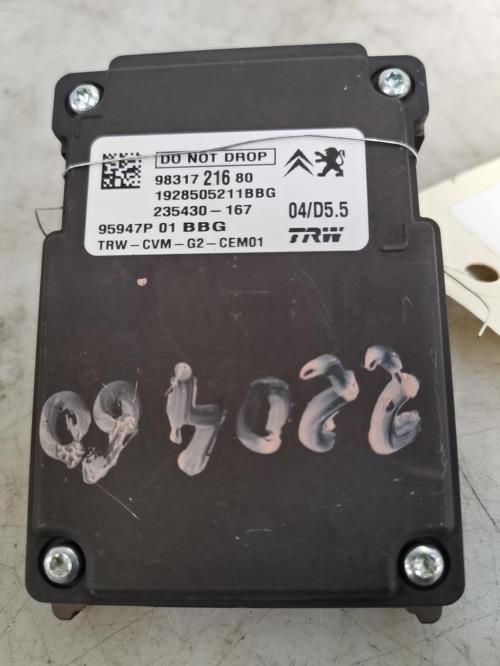 DO NOT DROP
98317 216 80
1928505211BBG
235430-167
04/D5.5
95947P 01 BBG
TRW-CVM-G2-CEM01
TRW